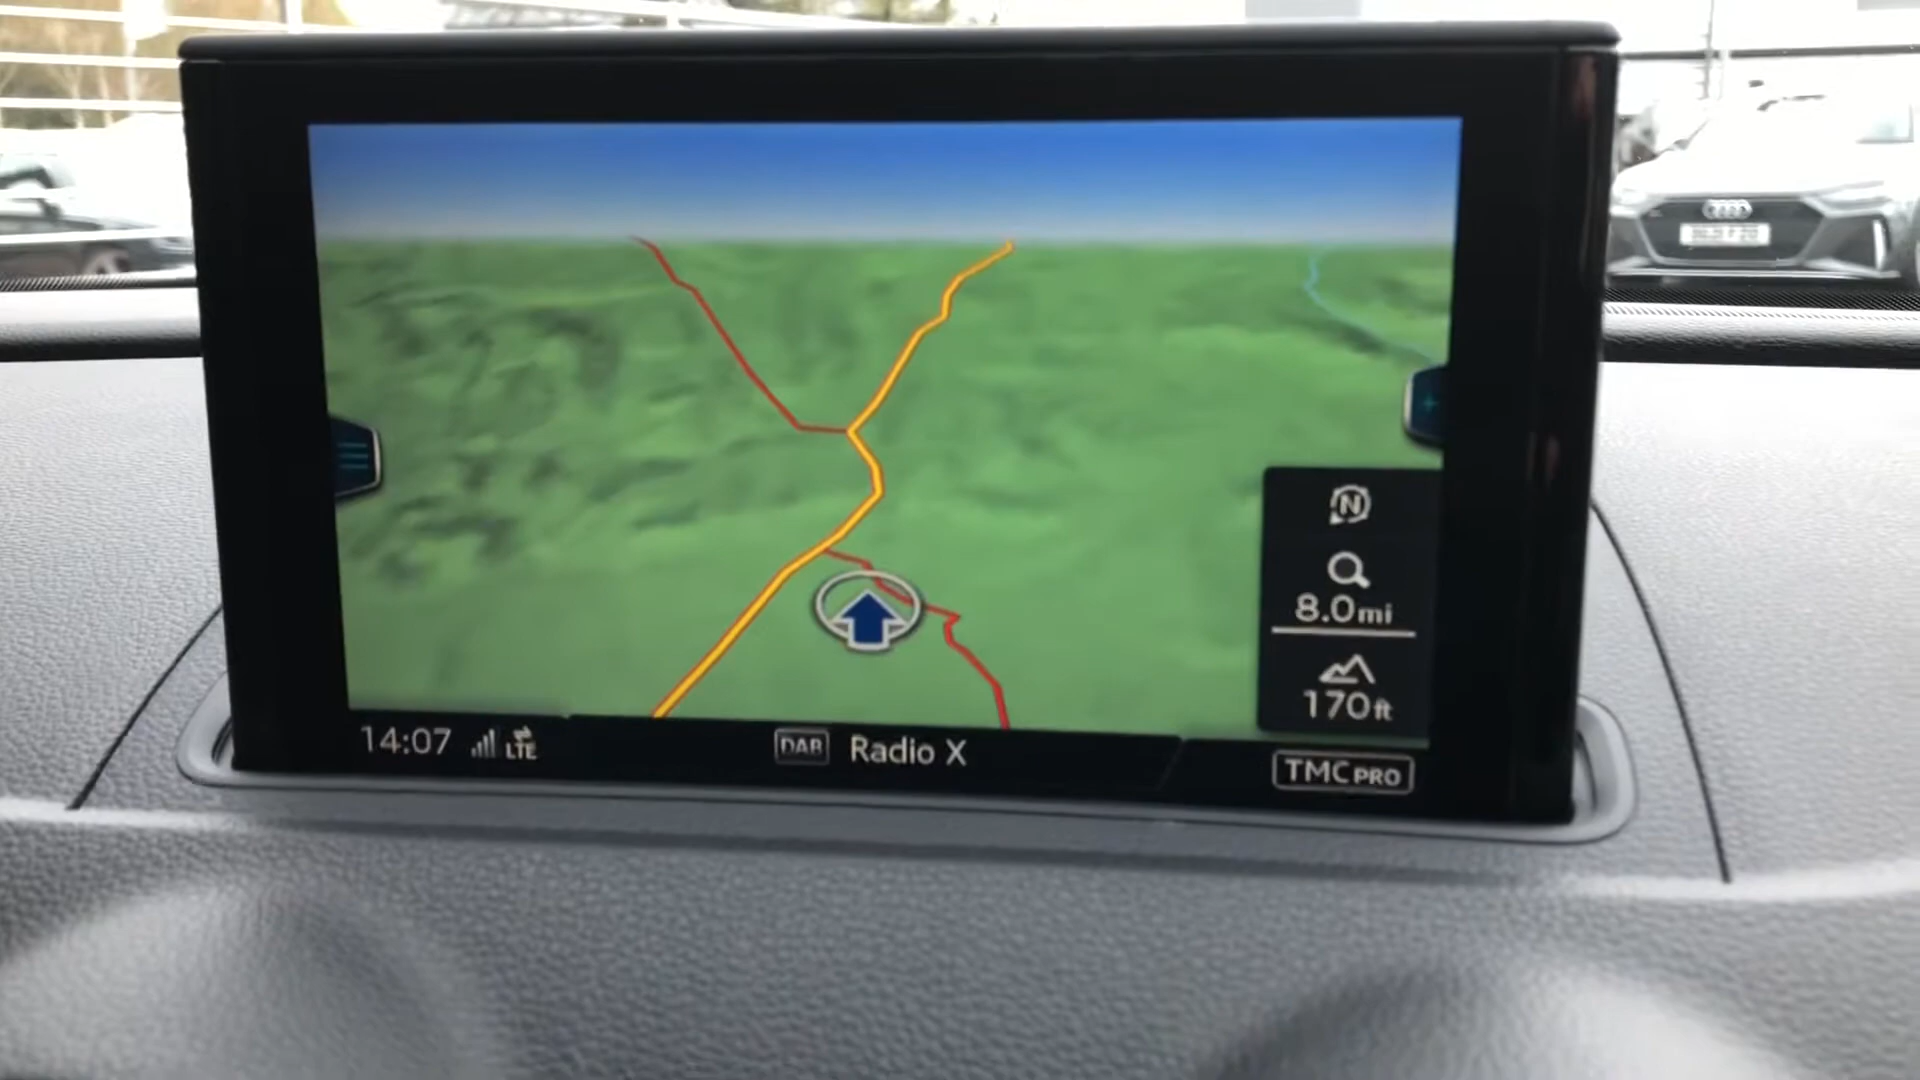 N
8.0mi
170ft
14:07 LTE
DAB Radio X
TMC PRO